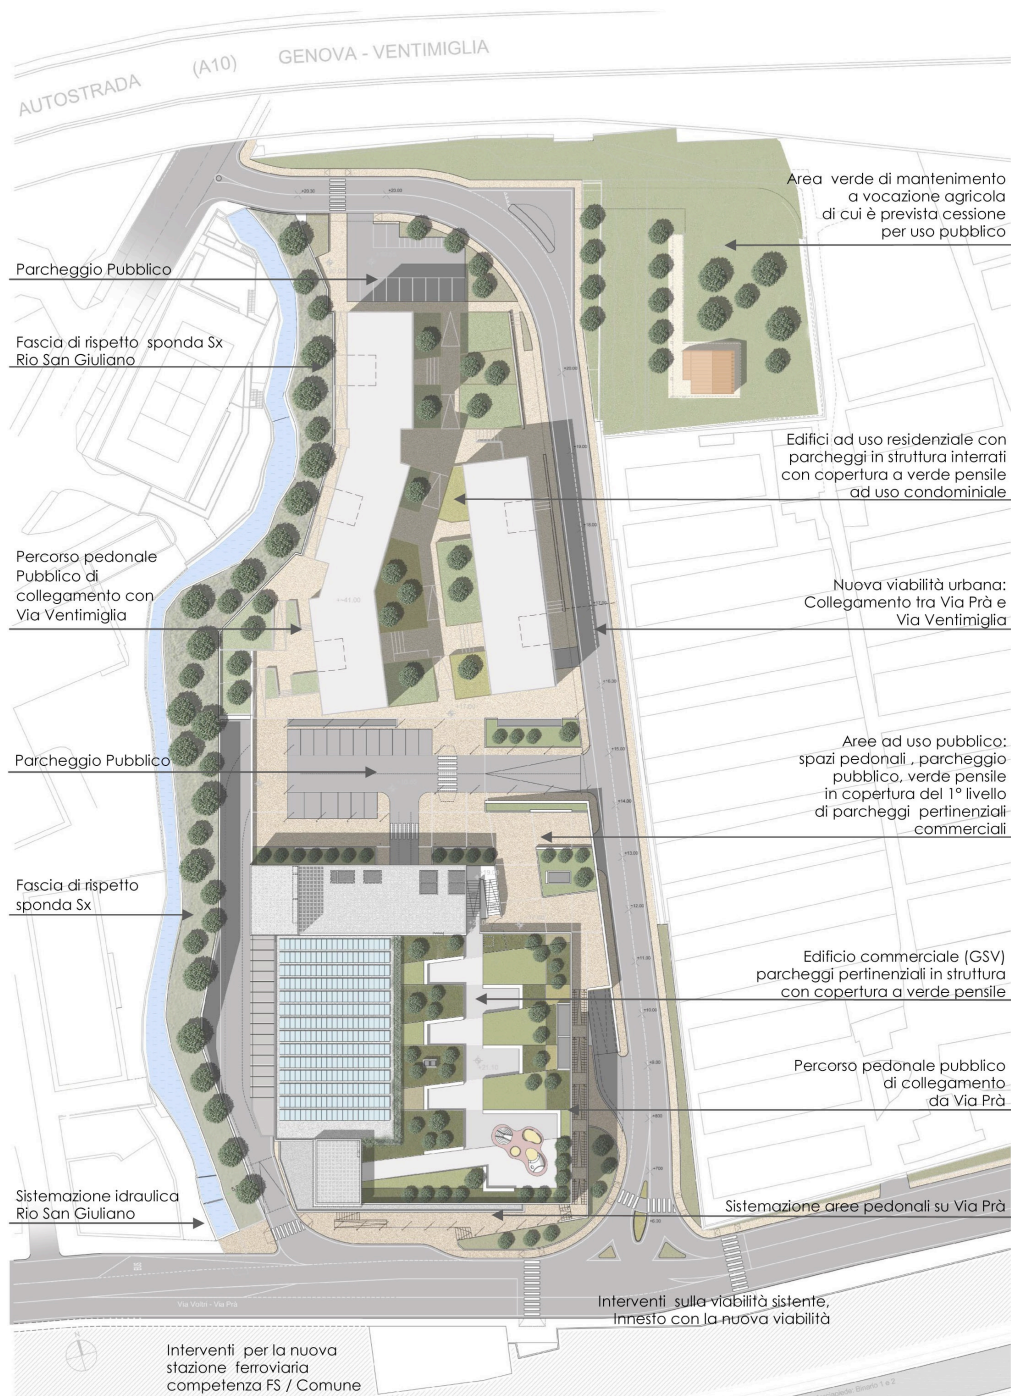 AUTOSTRADA (A10) GENOVA - VENTIMIGLIA
Area verde di mantenimento
a vocazione agricola
di cui è prevista cessione
per uso pubblico
Parcheggio Pubblico
Fascia di rispetto sponda Sx
Rio San Giuliano
Edifici ad uso residenziale con
parcheggi in struttura interrati
con copertura a verde pensile
ad uso condominiale
Percorso pedonale
Pubblico di
collegamento con
Via Ventimiglia
Nuova viabilità urbana:
Collegamento tra Via Prà e
Via Ventimiglia
Parcheggio Pubblico
Aree ad uso pubblico:
spazi pedonali , parcheggio
pubblico, verde pensile
in copertura del 1° livello
di parcheggi pertinenziali
commerciali
Fascia di rispetto
sponda Sx
Edificio commerciale (GSV)
parcheggi pertinenziali in struttura
con copertura a verde pensile
Percorso pedonale pubblico
di collegamento
da Via Prà
Sistemazione idraulica
Rio San Giuliano
Sistemazione aree pedonali su Via Prà
Via Voltri - Via Prà
Interventi sulla viabilità sistente,
Innesto con la nuova viabilità
Interventi per la nuova
stazione ferroviaria
competenza FS / Comune